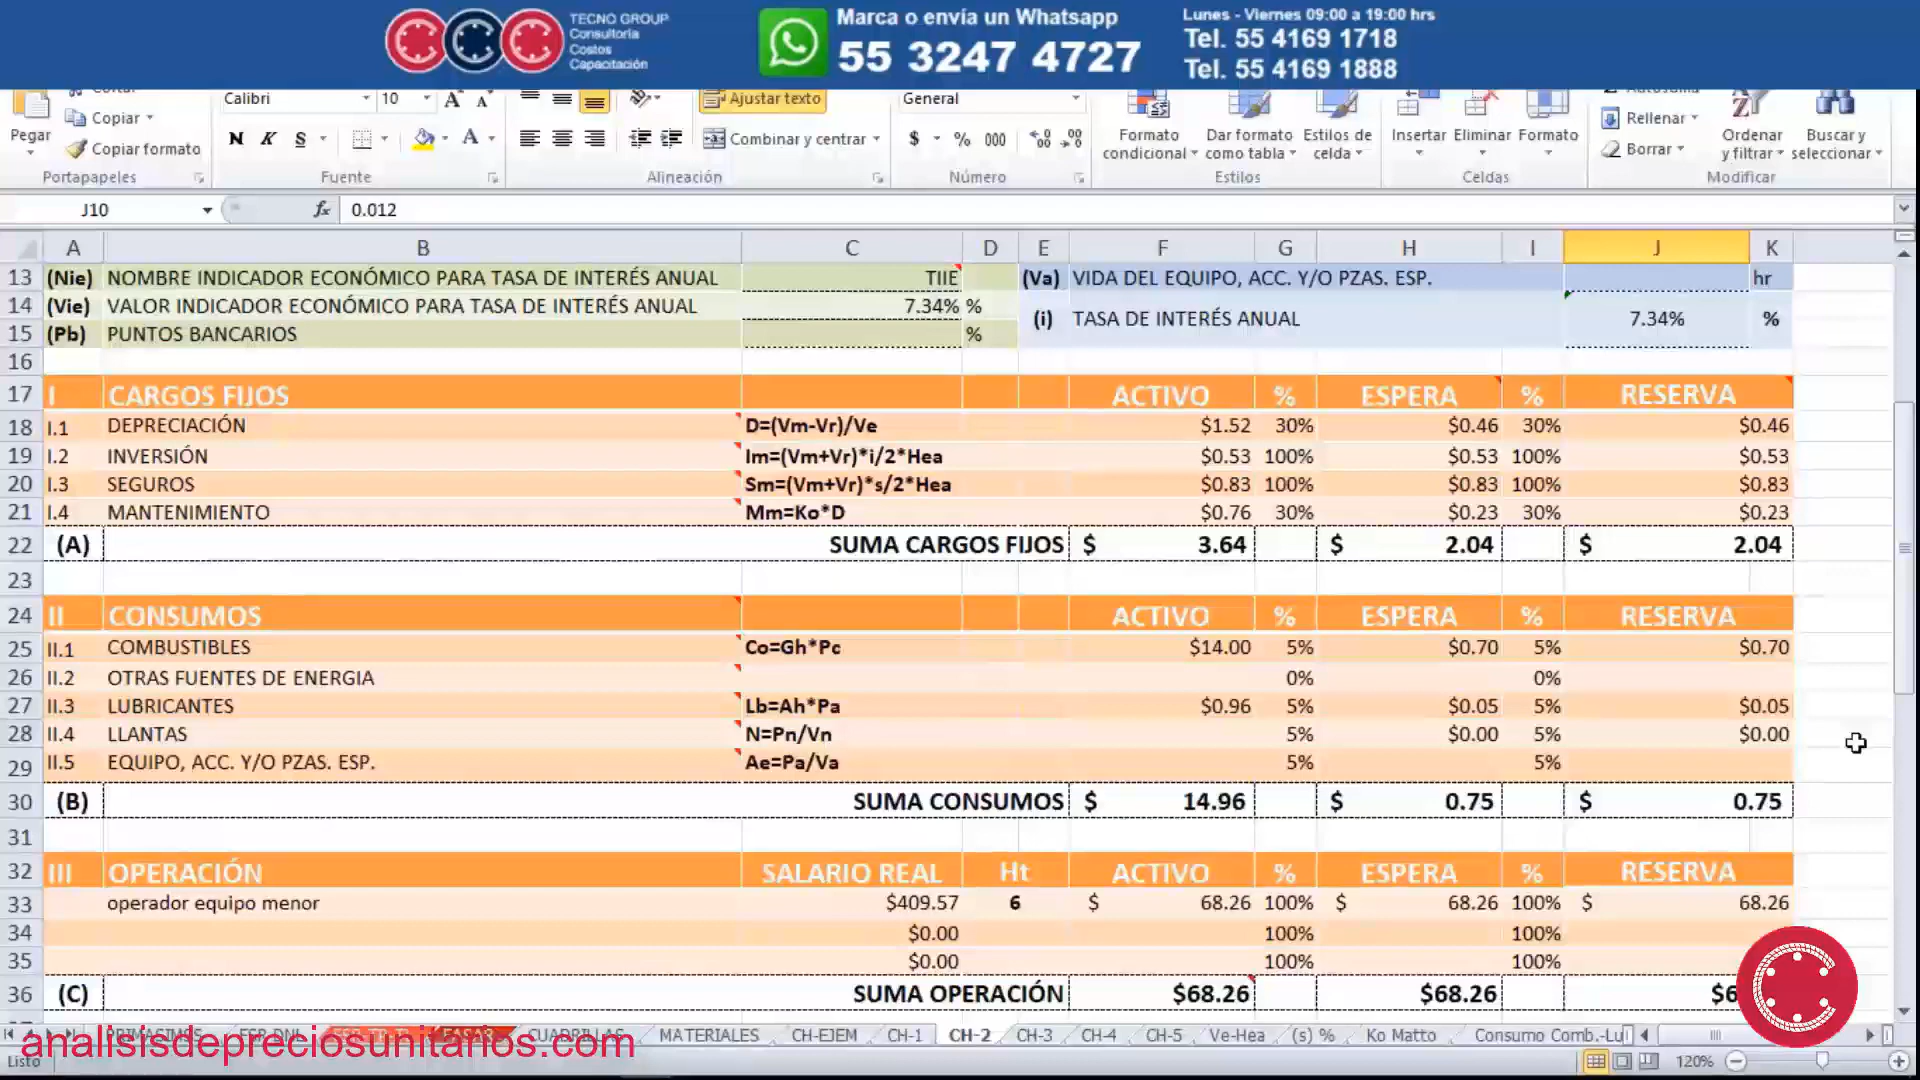 TECNO GROUP
Consultoría
Costos
Capacitación
Marca o envía un Whatsapp
55 3247 4727
Lunes - Viernes 09:00 a 19:00 hrs
Tel. 55 4169 1718
Tel. 55 4169 1888
Pegar
Copiar
Copiar formato
Portapapeles
Calibri 10
N K S
Fuente
Ajustar texto
Combinar y centrar
Alineación
General
$ % 000
Número
Formato condicional
Dar formato como tabla
Estilos de celda
Estilos
Insertar Eliminar Formato
Celdas
Rellenar
Borrar
Ordenar y filtrar
Buscar y seleccionar
Modificar
J10 fx 0.012
A B C D E F G H I J K
13 (Nie) NOMBRE INDICADOR ECONÓMICO PARA TASA DE INTERÉS ANUAL TIIE (Va) VIDA DEL EQUIPO, ACC. Y/O PZAS. ESP. hr
14 (Vie) VALOR INDICADOR ECONÓMICO PARA TASA DE INTERÉS ANUAL 7.34% % (i) TASA DE INTERÉS ANUAL 7.34% %
15 (Pb) PUNTOS BANCARIOS %
16
17 I CARGOS FIJOS ACTIVO % ESPERA % RESERVA
18 I.1 DEPRECIACIÓN D=(Vm-Vr)/Ve $1.52 30% $0.46 30% $0.46
19 I.2 INVERSIÓN Im=(Vm+Vr)*i/2*Hea $0.53 100% $0.53 100% $0.53
20 I.3 SEGUROS Sm=(Vm+Vr)*s/2*Hea $0.83 100% $0.83 100% $0.83
21 I.4 MANTENIMIENTO Mm=Ko*D $0.76 30% $0.23 30% $0.23
22 (A) SUMA CARGOS FIJOS $ 3.64 $ 2.04 $ 2.04
23
24 II CONSUMOS ACTIVO % ESPERA % RESERVA
25 II.1 COMBUSTIBLES Co=Gh*Pc $14.00 5% $0.70 5% $0.70
26 II.2 OTRAS FUENTES DE ENERGIA 0% 0%
27 II.3 LUBRICANTES Lb=Ah*Pa $0.96 5% $0.05 5% $0.05
28 II.4 LLANTAS N=Pn/Vn 5% $0.00 5% $0.00
29 II.5 EQUIPO, ACC. Y/O PZAS. ESP. Ae=Pa/Va 5% 5%
30 (B) SUMA CONSUMOS $ 14.96 $ 0.75 $ 0.75
31
32 III OPERACIÓN SALARIO REAL Ht ACTIVO % ESPERA % RESERVA
33 operador equipo menor $409.57 6 $ 68.26 100% $ 68.26 100% $ 68.26
34 $0.00 100% 100%
35 $0.00 100% 100%
36 (C) SUMA OPERACIÓN $68.26 $68.26 $6
CUADRILLAS MATERIALES CH-EJEM CH-1 CH-2 CH-3 CH-4 CH-5 Ve-Hea (s) % Ko Matto Consumo Comb.-Lu
analisisdepreciosunitarios.com
Listo 120%